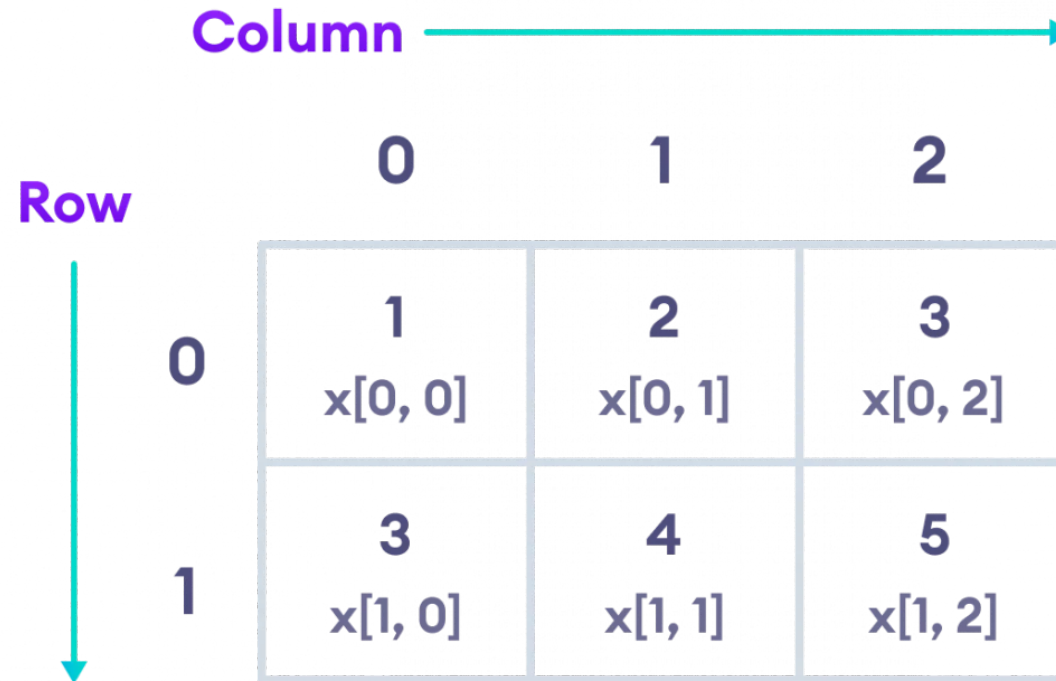 Column
0 1 2
Row
0
1 2 3
x[0, 0] x[0, 1] x[0, 2]
1
3 4 5
x[1, 0] x[1, 1] x[1, 2]